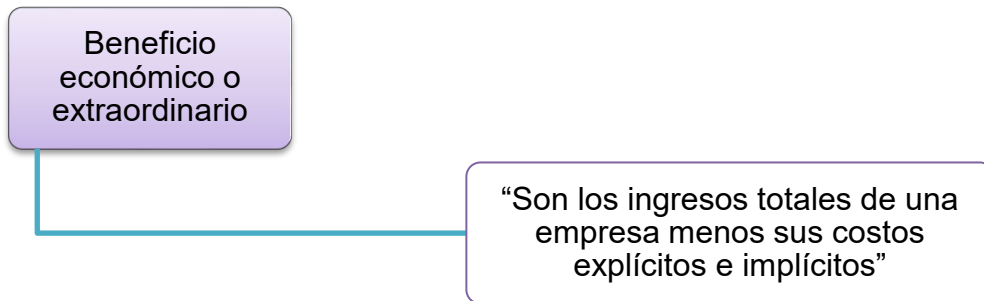 Beneficio
económico o
extraordinario
“Son los ingresos totales de una
empresa menos sus costos
explícitos e implícitos”